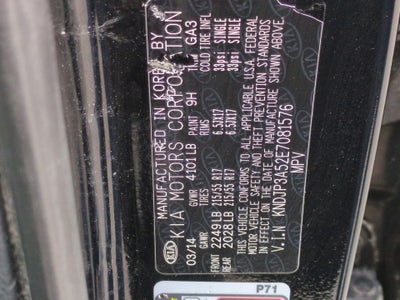 MANUFACTURED IN KOREA BY
KIA MOTORS CORPORATION
KIA
03/14 GVWR 4101LB PAINT 9H GA3
GAWR TIRE RIMS COLD TIRE INFL
FRONT 2249LB 215/55 R17 6.5JX17 33psi SINGLE
REAR 2028LB 215/55 R17 6.5JX17 33psi SINGLE
THIS VEHICLE CONFORMS TO ALL APPLICABLE U.S.A. FEDERAL
MOTOR VEHICLE SAFETY AND THEFT PREVENTION STANDARDS
IN EFFECT ON THE DATE OF MANUFACTURE SHOWN ABOVE.
V.I.N KNDJP3A52E7081576
MPV
P71